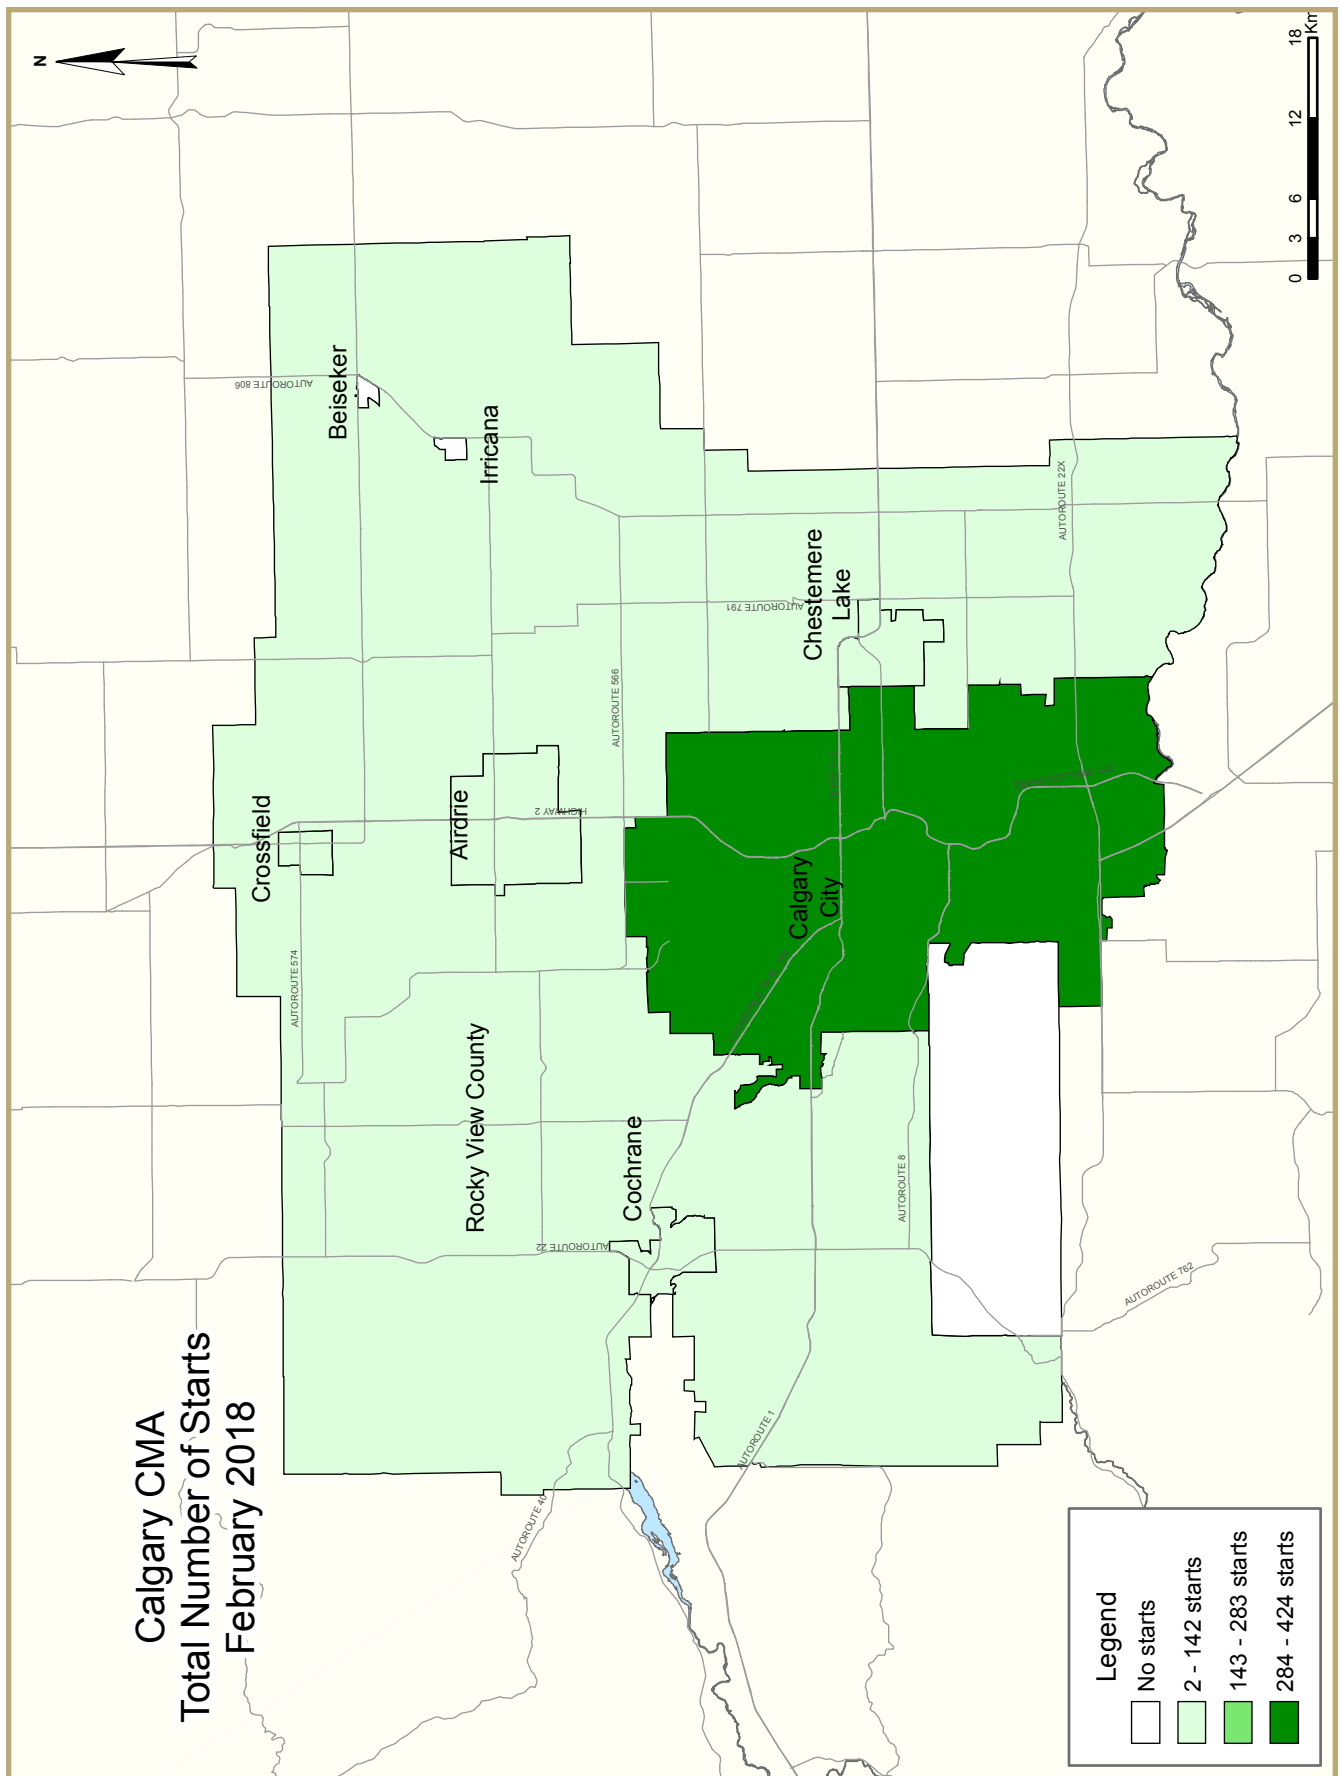 Calgary CMA
Total Number of Starts
February 2018
N
Crossfield
Beiseker
Irricana
Airdrie
Rocky View County
Cochrane
Calgary
City
Chestemere
Lake
AUTOROUTE 806
AUTOROUTE 574
AUTOROUTE 566
HIGHWAY 2
AUTOROUTE 791
AUTOROUTE 22X
AUTOROUTE 22
AUTOROUTE 8
AUTOROUTE 1
AUTOROUTE 40
AUTOROUTE 762
Legend
No starts
2 - 142 starts
143 - 283 starts
284 - 424 starts
0 3 6 12 18
Km